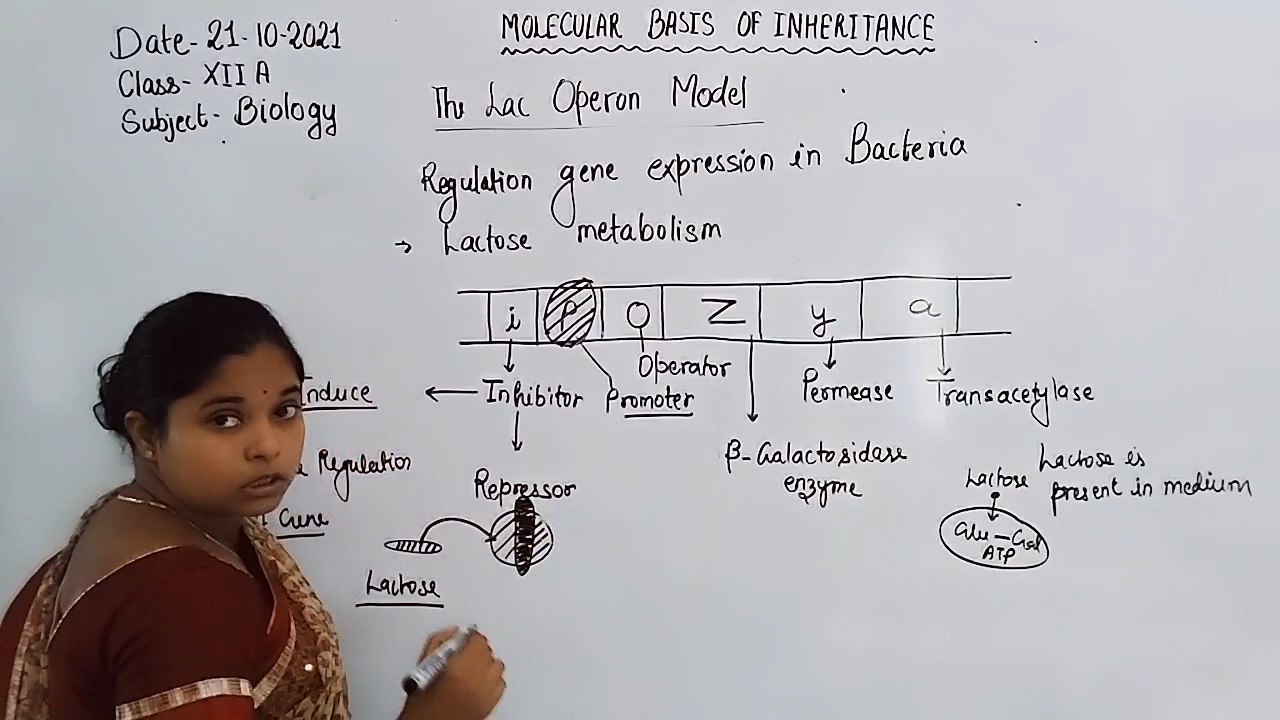 Date- 21-10-2021
Class- XII A
Subject- Biology
MOLECULAR BASIS OF INHERITANCE
The Lac Operon Model
Regulation gene expression in Bacteria
→ Lactose metabolism
i P O Z y a
Operator
Induce ← Inhibitor Promoter Permease Transacetylase
Regulation
Gene
Repressor
Lactose
β-Galactosidase
enzyme
Lactose
Glu-Gal
ATP
Lactose is
present in medium